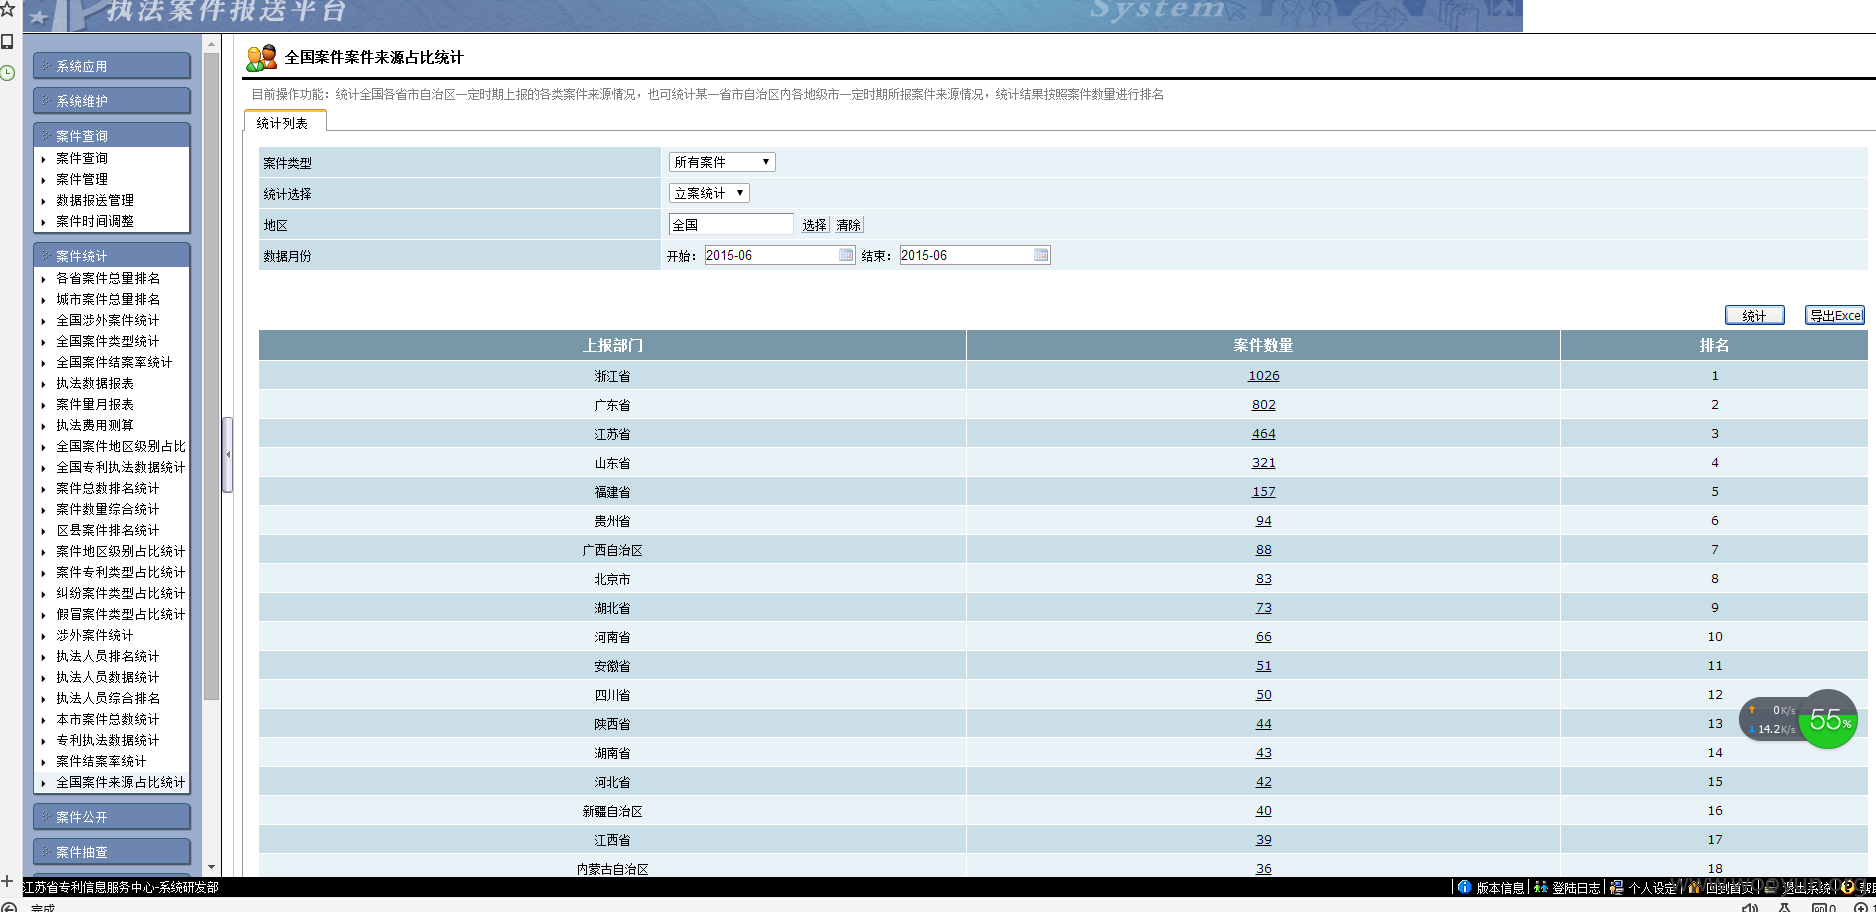 执法案件报送平台
System
系统应用
系统维护
案件查询
案件查询
案件管理
数据报送管理
案件时间调整
案件统计
各省案件总量排名
城市案件总量排名
全国涉外案件统计
全国案件类型统计
全国案件结案率统计
执法数据报表
案件量月报表
执法费用测算
全国案件地区级别占比
全国专利执法数据统计
案件总数排名统计
案件数量综合统计
区县案件排名统计
案件地区级别占比统计
案件专利类型占比统计
纠纷案件类型占比统计
假冒案件类型占比统计
涉外案件统计
执法人员排名统计
执法人员数据统计
执法人员综合排名
本市案件总数统计
专利执法数据统计
案件结案率统计
全国案件来源占比统计
案件公开
案件抽查
全国案件案件来源占比统计
目前操作功能：统计全国各省市自治区一定时期上报的各类案件来源情况，也可统计某一省市自治区内各地级市一定时期所报案件来源情况，统计结果按照案件数量进行排名
统计列表
案件类型 所有案件
统计选择 立案统计
地区 全国 选择 清除
数据月份 开始：2015-06 结束：2015-06
统计 导出Excel
上报部门 案件数量 排名
浙江省 1026 1
广东省 802 2
江苏省 464 3
山东省 321 4
福建省 157 5
贵州省 94 6
广西自治区 88 7
北京市 83 8
湖北省 73 9
河南省 66 10
安徽省 51 11
四川省 50 12
陕西省 44 13
湖南省 43 14
河北省 42 15
新疆自治区 40 16
江西省 39 17
内蒙古自治区 36 18
0K/s
14.2K/s
55%
江苏省专利信息服务中心-系统研发部
版本信息 登陆日志 个人设定 回到首页 退出系统 帮助
www.wooyun.org
完成
0